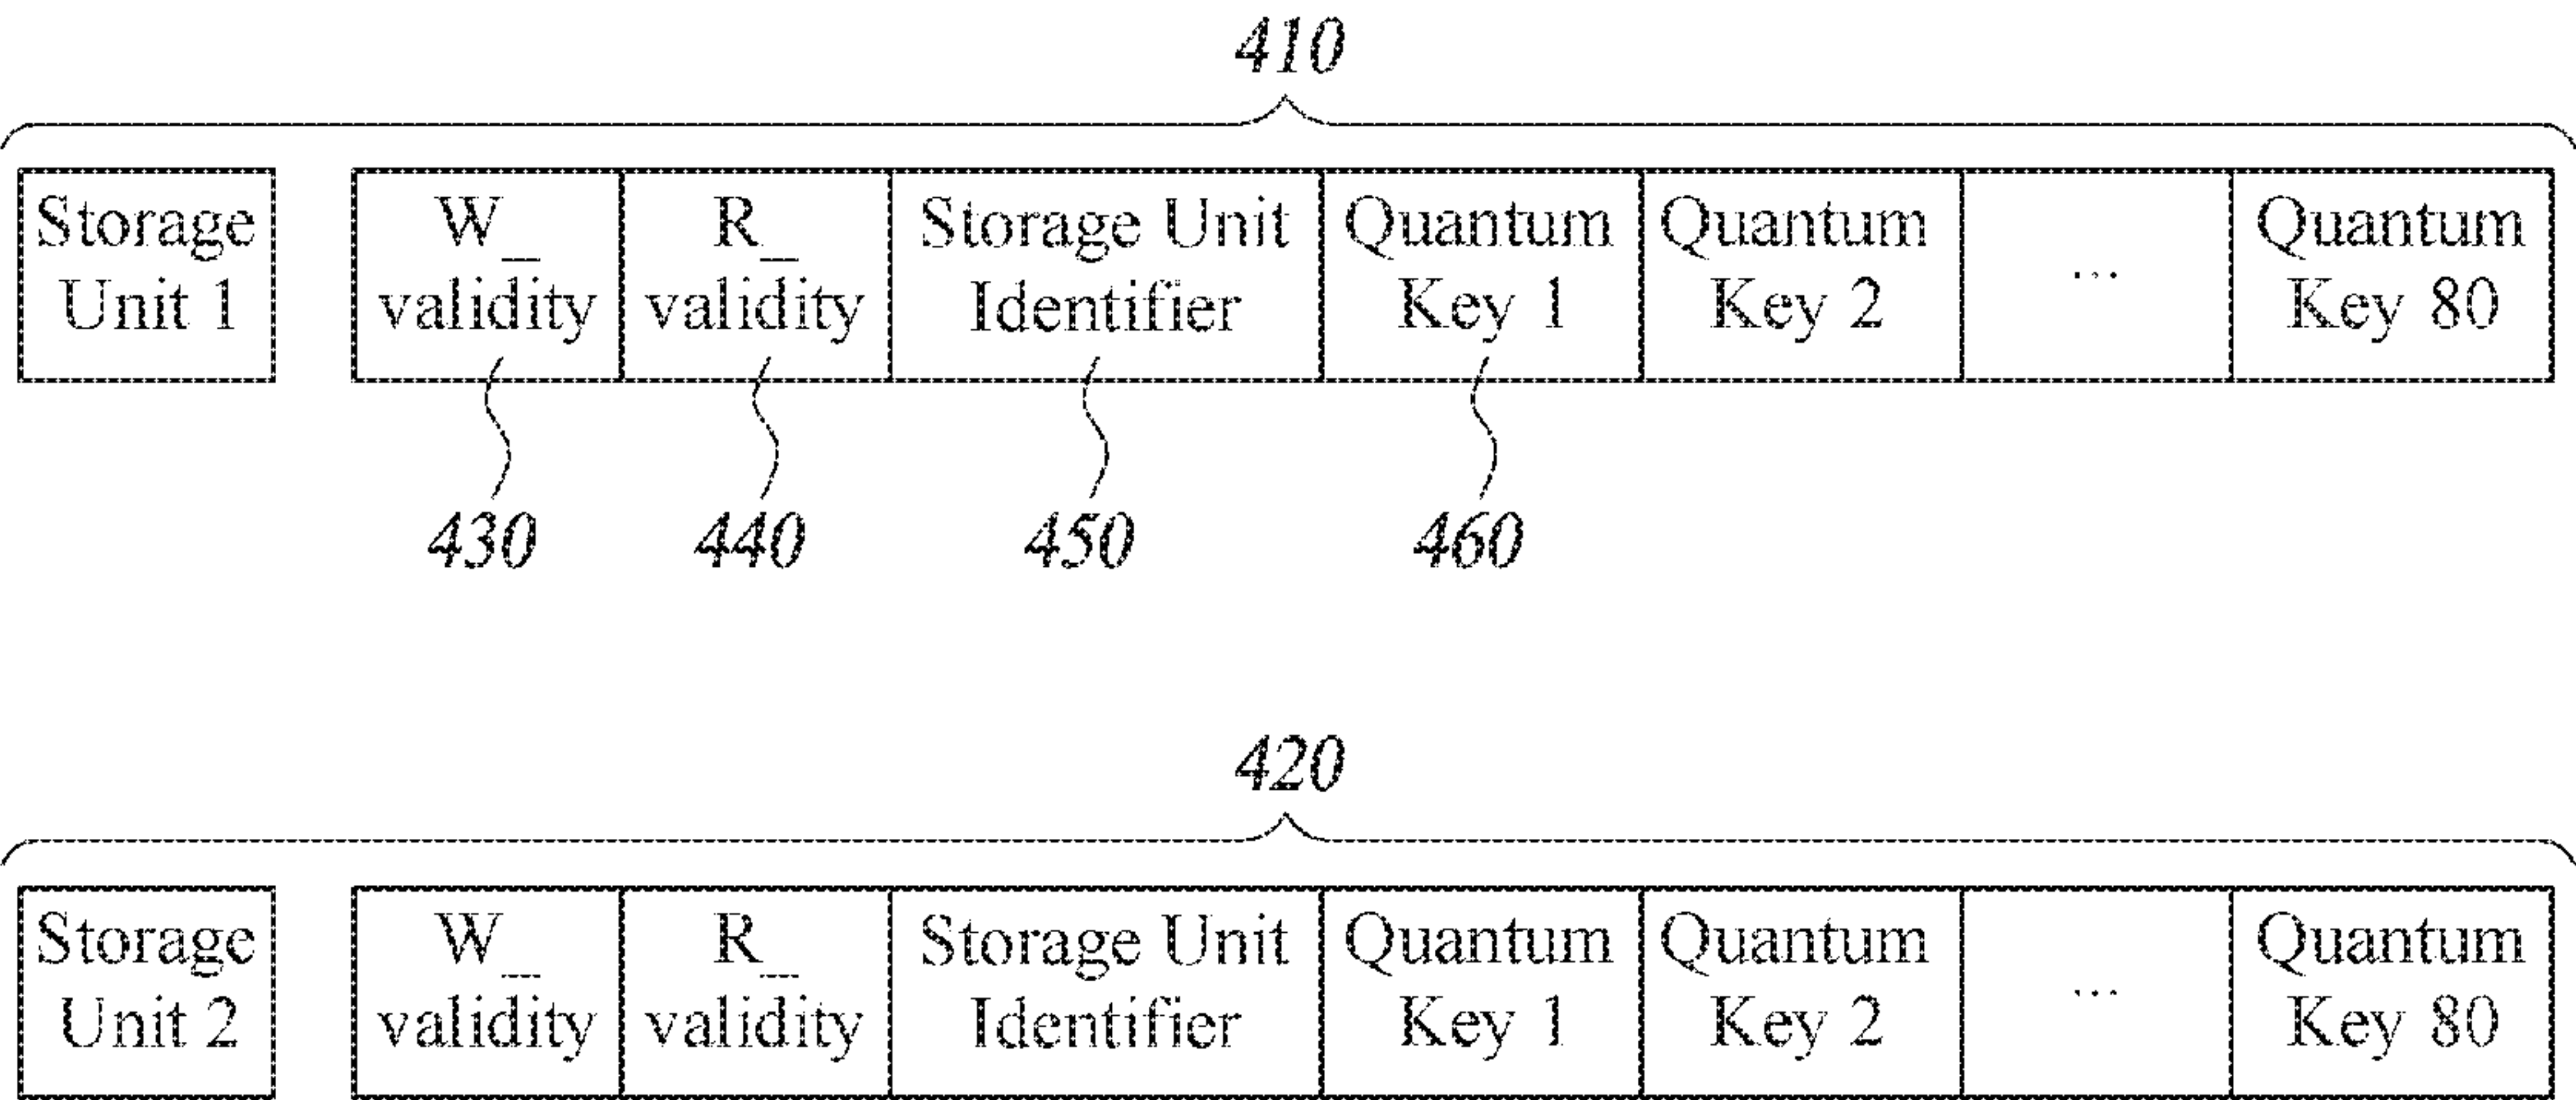 410
Storage
Unit 1
W_
validity
R_
validity
Storage Unit
Identifier
Quantum
Key 1
Quantum
Key 2
...
Quantum
Key 80
430
440
450
460
420
Storage
Unit 2
W_
validity
R_
validity
Storage Unit
Identifier
Quantum
Key 1
Quantum
Key 2
...
Quantum
Key 80